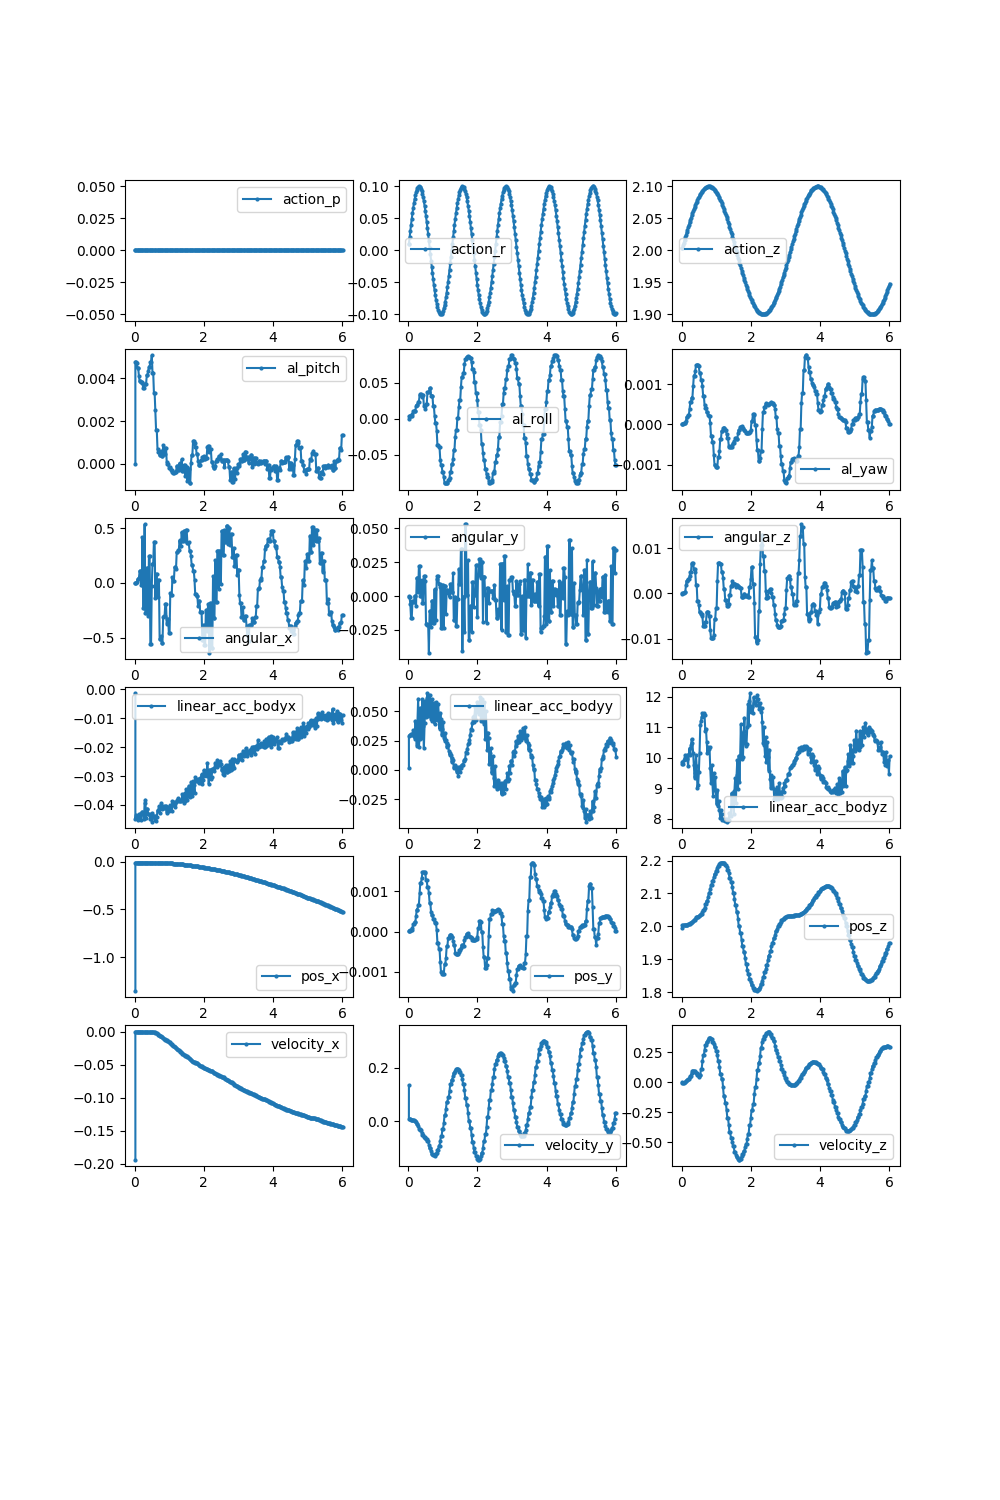 0.050
0.025
0.000
−0.025
−0.050
action_p
0 2 4 6
0.10
0.05
0.00
−0.05
−0.10
action_r
0 2 4 6
2.10
2.05
2.00
1.95
1.90
action_z
0 2 4 6
0.004
0.002
0.000
al_pitch
0 2 4 6
0.05
0.00
−0.05
al_roll
0 2 4 6
0.001
0.000
−0.001
al_yaw
0 2 4 6
0.5
0.0
−0.5
angular_x
0 2 4 6
0.050
0.025
0.000
−0.025
angular_y
0 2 4 6
0.01
0.00
−0.01
angular_z
0 2 4 6
0.00
−0.01
−0.02
−0.03
−0.04
linear_acc_bodyx
0 2 4 6
0.050
0.025
0.000
−0.025
linear_acc_bodyy
0 2 4 6
12
11
10
9
8
linear_acc_bodyz
0 2 4 6
0.0
−0.5
−1.0
pos_x
0 2 4 6
0.001
0.000
−0.001
pos_y
0 2 4 6
2.2
2.1
2.0
1.9
1.8
pos_z
0 2 4 6
0.00
−0.05
−0.10
−0.15
−0.20
velocity_x
0 2 4 6
0.2
0.0
velocity_y
0 2 4 6
0.25
0.00
−0.25
−0.50
velocity_z
0 2 4 6